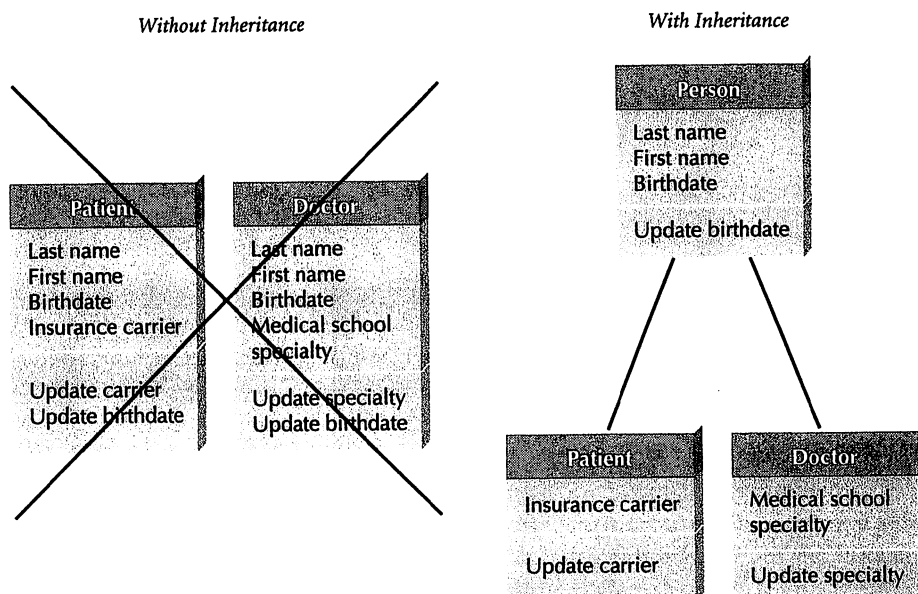 Without Inheritance
Patient
Last name
First name
Birthdate
Insurance carrier
Update carrier
Update birthdate
Doctor
Last name
First name
Birthdate
Medical school
specialty
Update specialty
Update birthdate
With Inheritance
Person
Last name
First name
Birthdate
Update birthdate
Patient
Insurance carrier
Update carrier
Doctor
Medical school
specialty
Update specialty